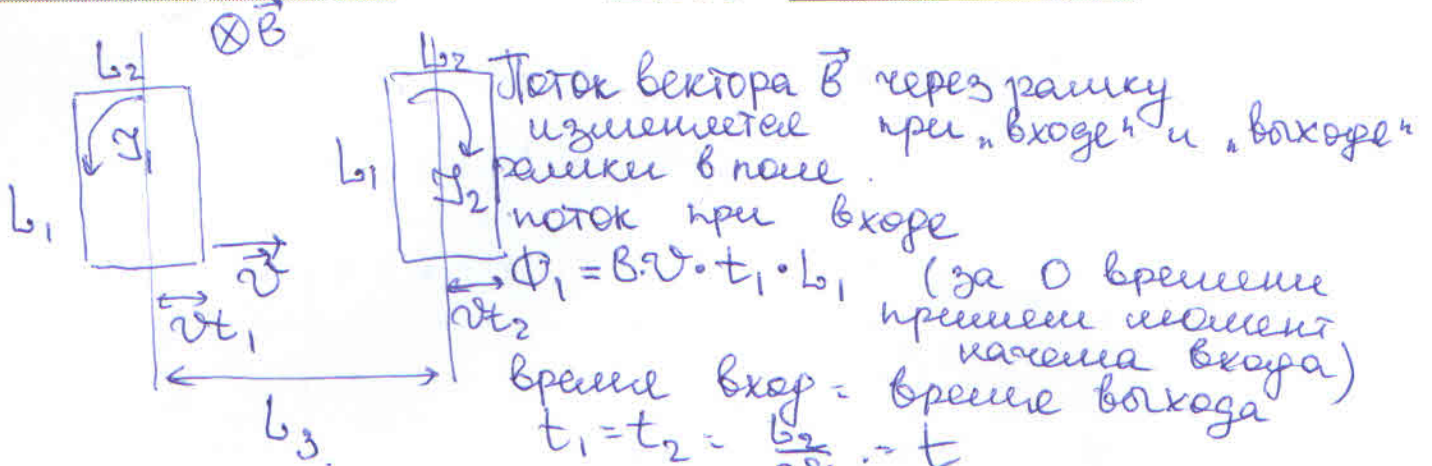 ⊗ B⃗
L₂
L₂
Поток вектора B⃗ через рамку
изменяется при „входе" и „выходе"
рамки в поле.
J₁
L₁
J₂
L₁
поток при входе
v⃗
Φ₁ = B·v·t₁·L₁ (за 0 времени
примем момент
начала входа)
vt₁
vt₂
время вход = время выхода
L₃
t₁ = t₂ = L₂/v = t